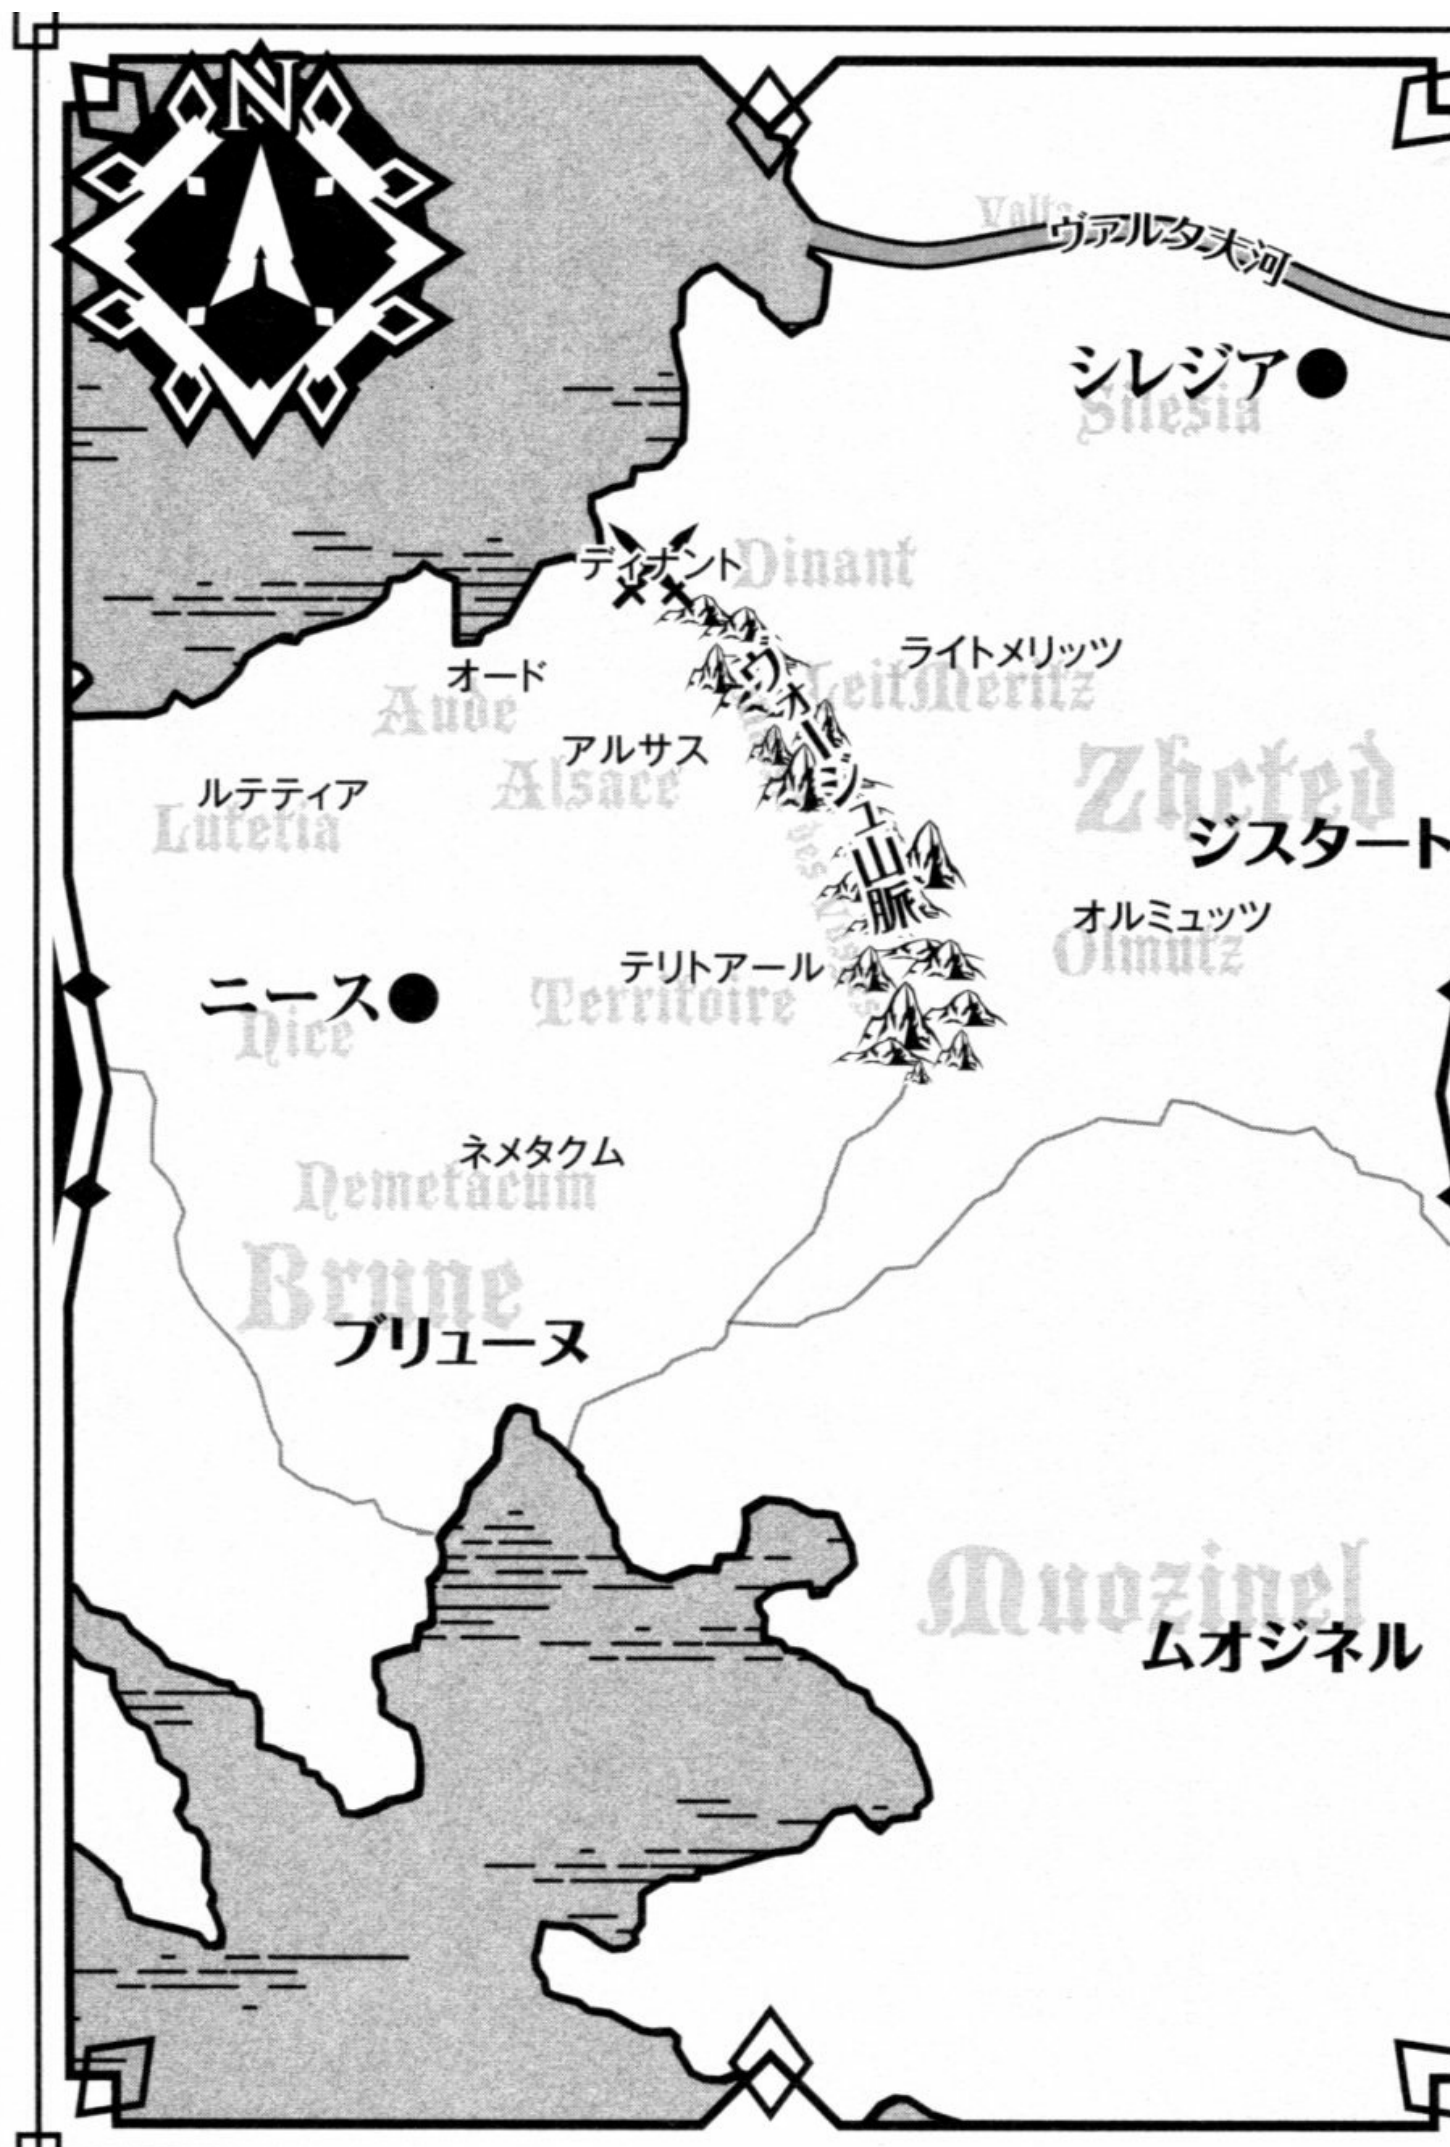 N
Valta
ヴァルタ大河
シレジア
Silesia
ディナント
Dinant
ライトメリッツ
LeitMeritz
オード
Aude
アルサス
Alsace
ヴォージュ山脈
des
ルテティア
Lutetia
Zhcted
ジスタート
オルミュッツ
Olmutz
テリトアール
Territoire
ニース
Nice
ネメタクム
Nemetacum
Brune
ブリューヌ
Muozinel
ムオジネル